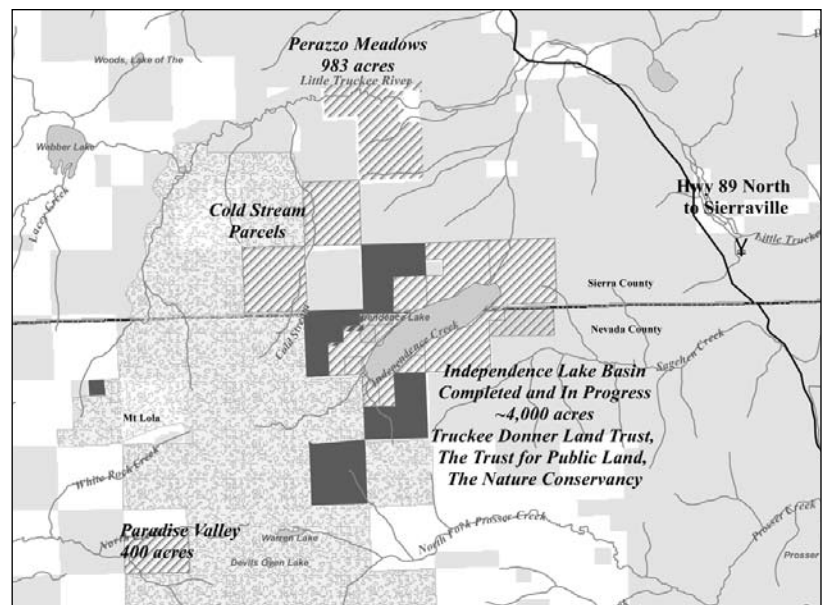 Perazzo Meadows
983 acres
Little Truckee River
Woods, Lake of The
Webber Lake
Lacey Creek
Hwy 89 North
to Sierraville
Little Trucke
Cold Stream
Parcels
Sierra County
Nevada County
pendence Lake
Independence Creek
Cold Stream
Sagehen Creek
Independence Lake Basin
Completed and In Progress
~4,000 acres
Truckee Donner Land Trust,
The Trust for Public Land,
The Nature Conservancy
Mt Lola
White Rock Creek
Paradise Valley
400 acres
North
Warren Lake
Devils Oven Lake
North Fork Prosser Creek
Prosser Creek
Prosser